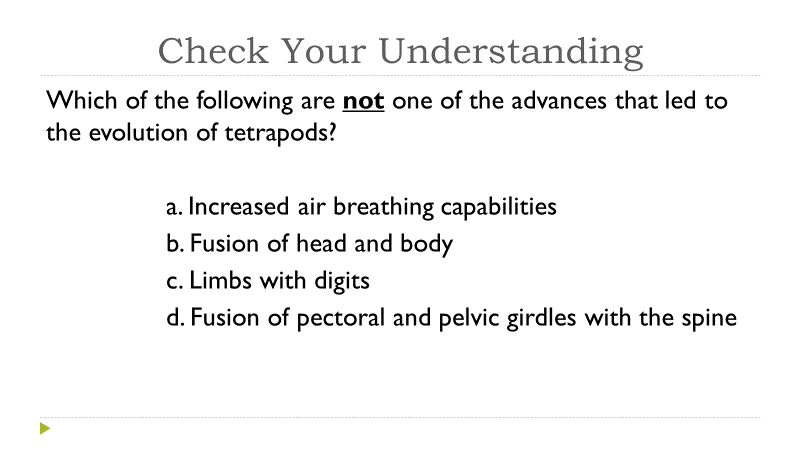 Check Your Understanding
Which of the following are not one of the advances that led to
the evolution of tetrapods?
a. Increased air breathing capabilities
b. Fusion of head and body
c. Limbs with digits
d. Fusion of pectoral and pelvic girdles with the spine